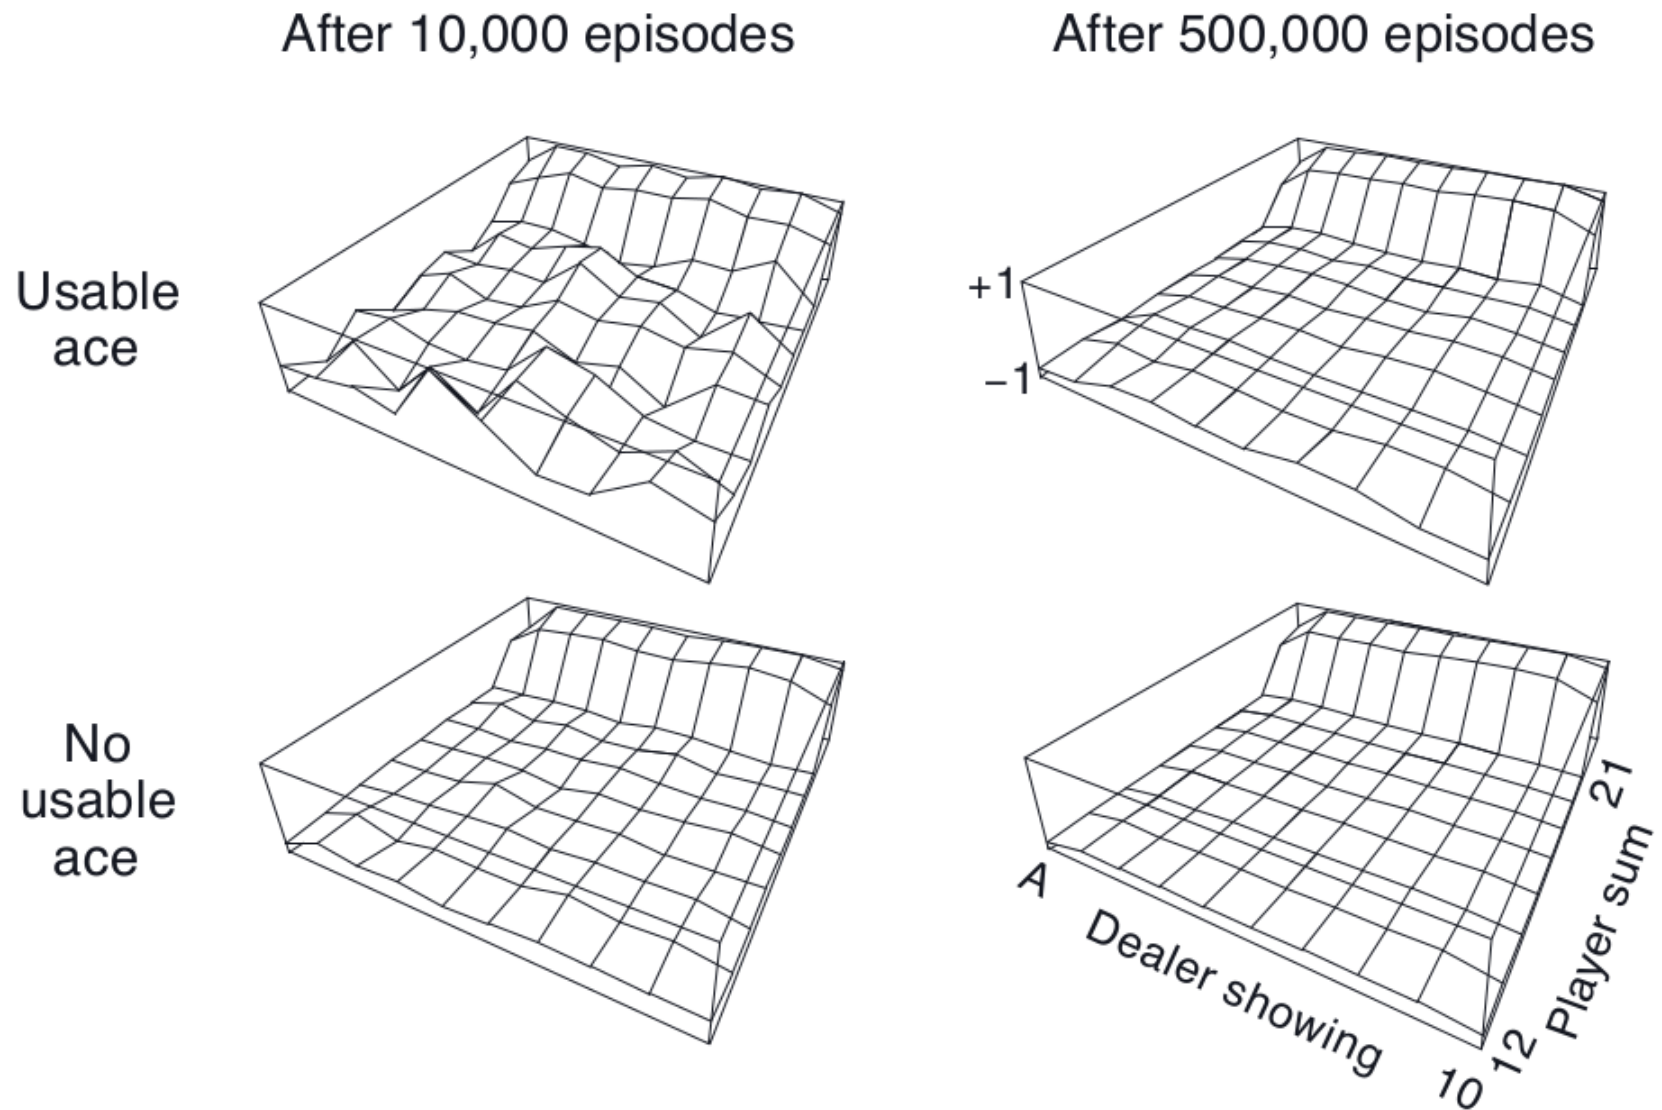 After 10,000 episodes
After 500,000 episodes
Usable
ace
+1
−1
No
usable
ace
A
Dealer showing
10
12
Player sum
21